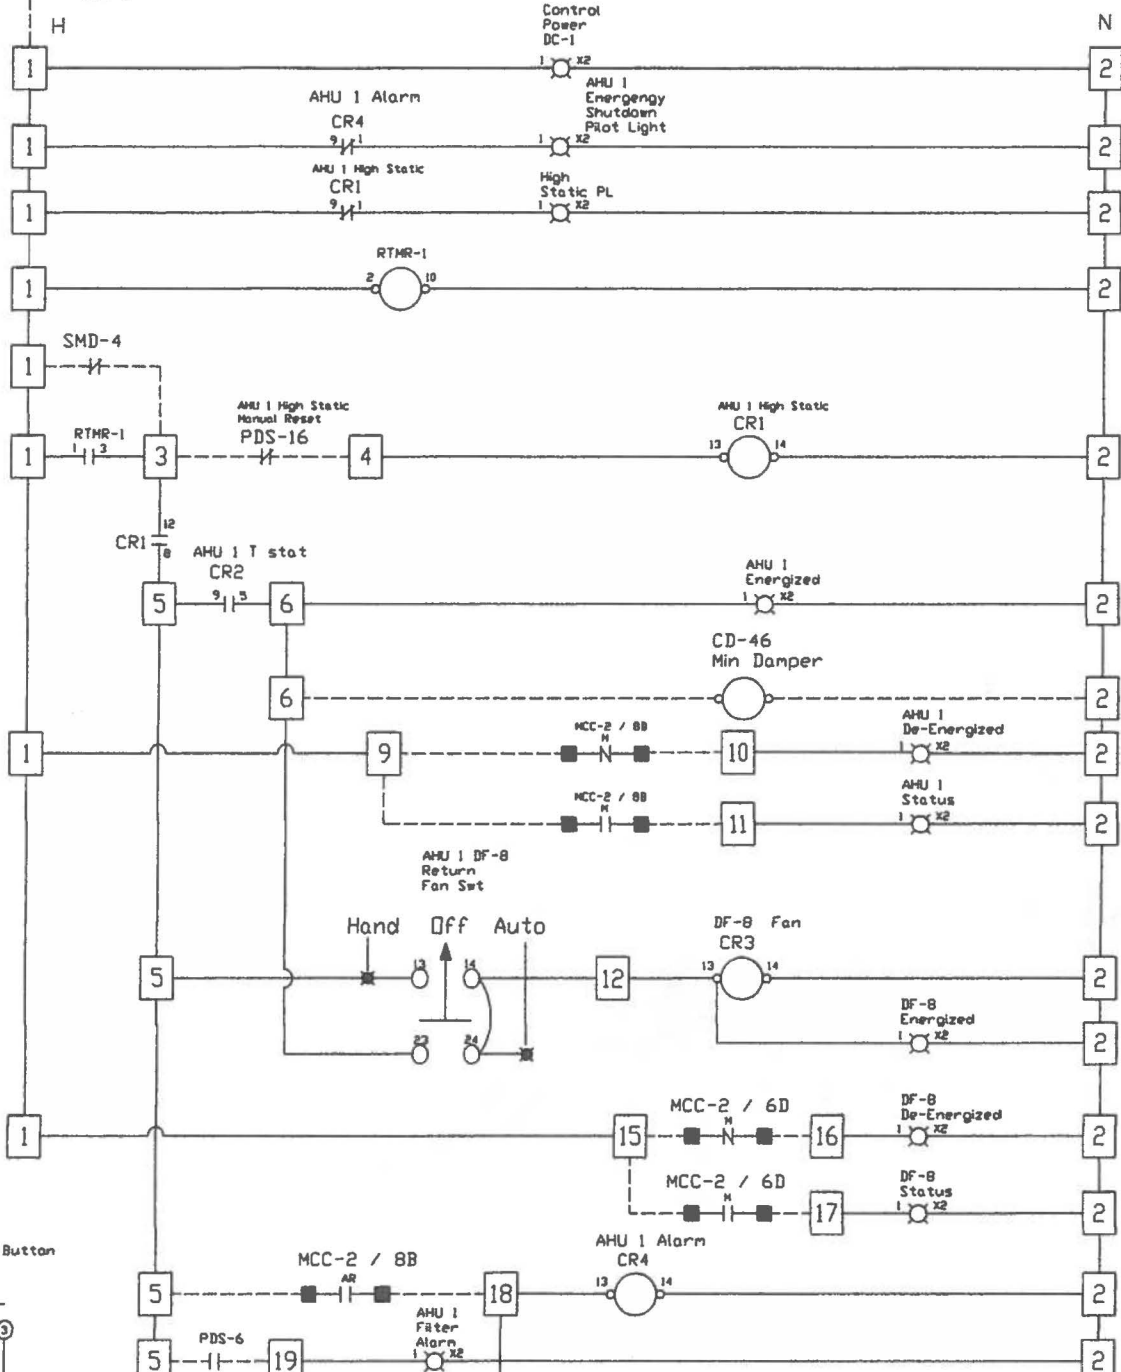 H
Control
Power
DC-1
N
1
1 X2
2
AHU 1 Alarm
CR4
AHU 1
Energency
Shutdown
Pilot Light
1
9 1
1 X2
2
AHU 1 High Static
CR1
High
Static PL
1
9 1
1 X2
2
RTMR-1
1
2 10
2
SMD-4
1
RTMR-1
AHU 1 High Static
Manual Reset
PDS-16
AHU 1 High Static
CR1
1
1 3
3
4
13 14
2
CR1
12
8
AHU 1 T stat
CR2
AHU 1
Energized
5
9 5
6
1 X2
2
CD-46
Min Damper
6
2
MCC-2 / 8B
M
AHU 1
De-Energized
1
9
10
1 X2
2
MCC-2 / 8B
M
AHU 1
Status
11
1 X2
2
AHU 1 DF-8
Return
Fan Swt
Hand Off Auto
DF-8 Fan
CR3
5
13 14
12
13 14
2
DF-8
Energized
1 X2
2
23 24
MCC-2 / 6D
M
DF-8
De-Energized
1
15
16
1 X2
2
MCC-2 / 6D
M
DF-8
Status
17
1 X2
2
Button
MCC-2 / 8B
AR
AHU 1 Alarm
CR4
5
18
13 14
2
3
PDS-6
AHU 1
Filter
Alarm
5
19
1 X2
2